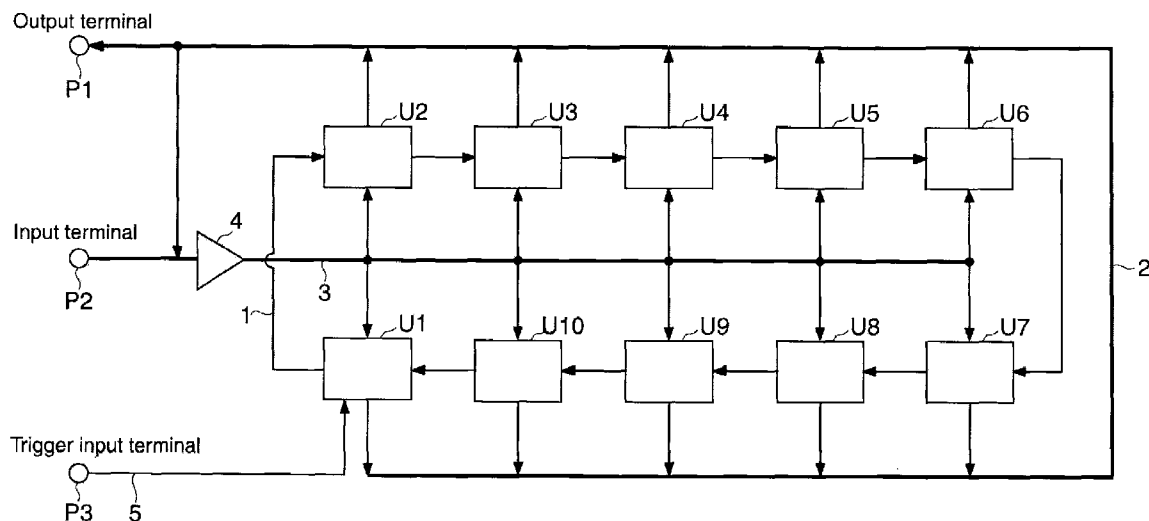 Output terminal
P1
U2
U3
U4
U5
U6
Input terminal
4
P2
3
2
1
U1
U10
U9
U8
U7
Trigger input terminal
P3
5